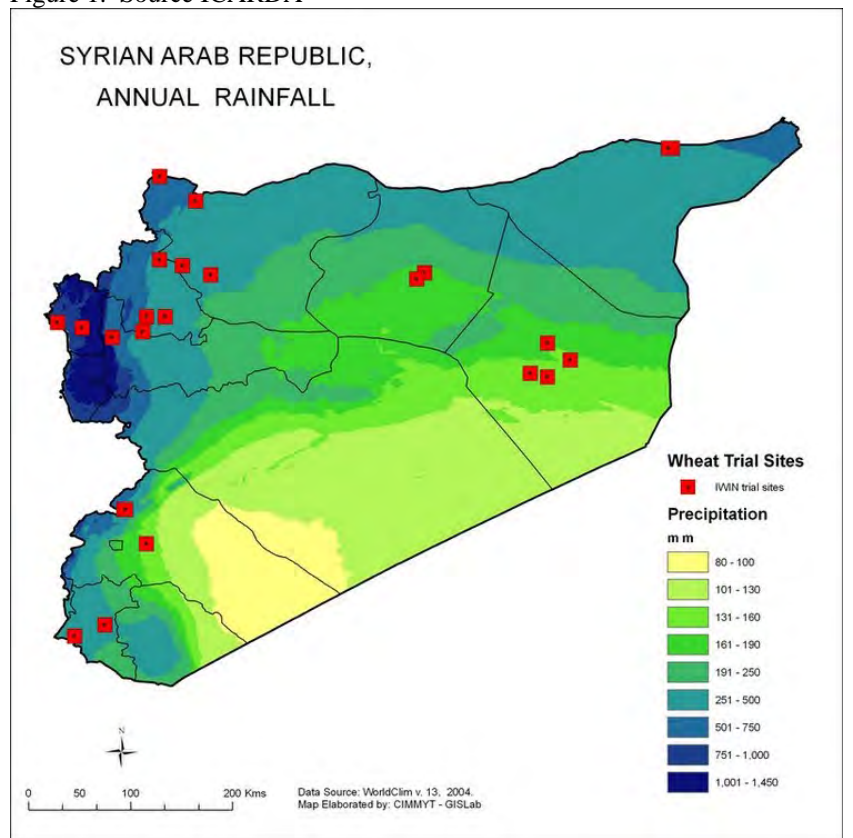 Figure 1. Source ICARDA
SYRIAN ARAB REPUBLIC,
ANNUAL RAINFALL
Wheat Trial Sites
IWIN trial sites
Precipitation
m m
80 - 100
101 - 130
131 - 160
161 - 190
191 - 250
251 - 500
501 - 750
751 - 1,000
1,001 - 1,450
N
0 50 100 200 Kms
Data Source: WorldClim v. 13, 2004.
Map Elaborated by: CIMMYT - GISLab